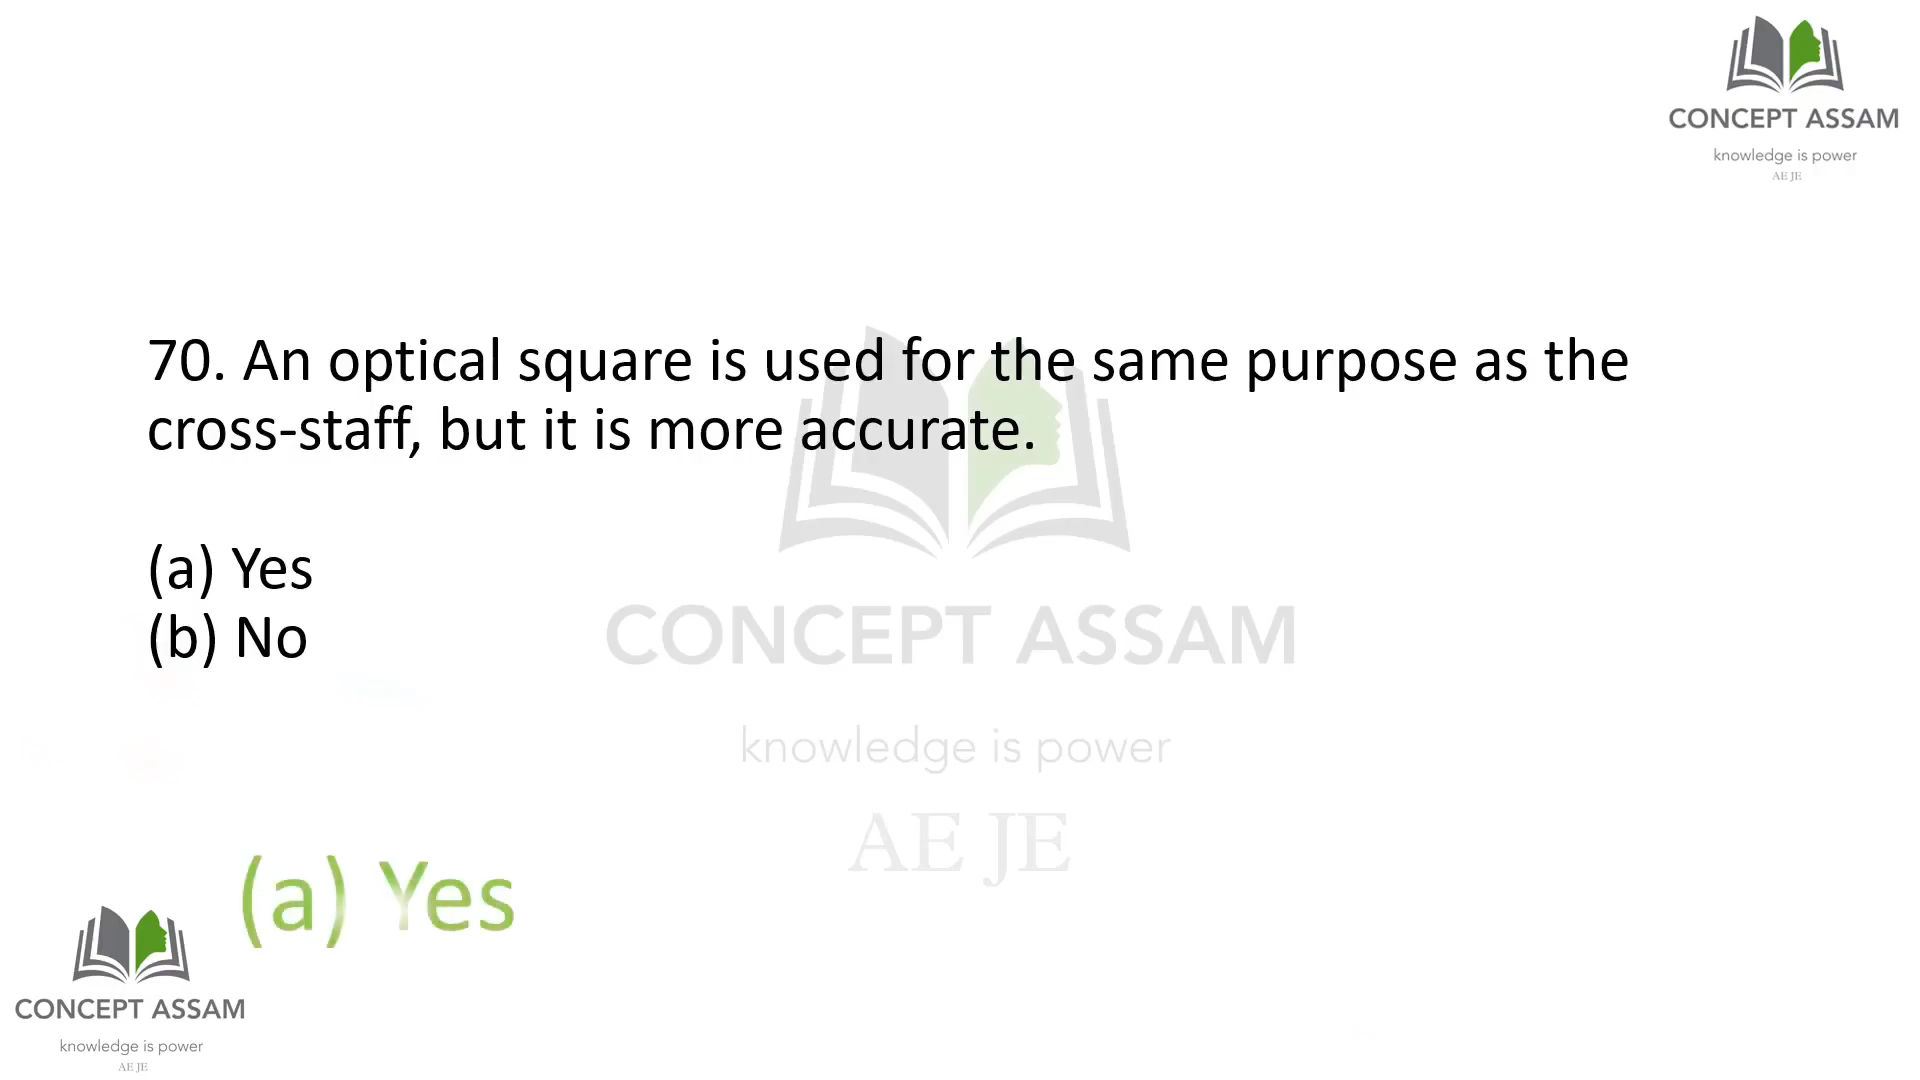 CONCEPT ASSAM
knowledge is power
AE JE
70. An optical square is used for the same purpose as the
cross-staff, but it is more accurate.
(a) Yes
(b) No
CONCEPT ASSAM
knowledge is power
AE JE
(a) Yes
CONCEPT ASSAM
knowledge is power
AE JE